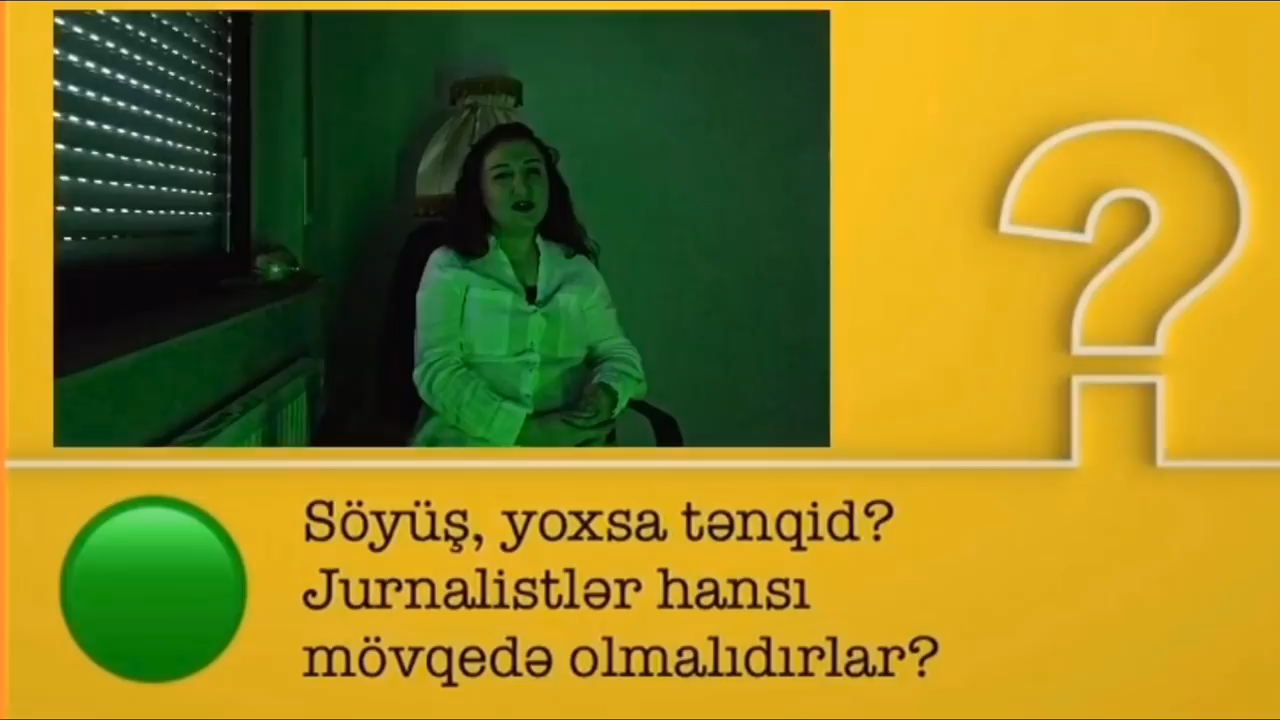 Söyüş, yoxsa tənqid?
Jurnalistlər hansı
mövqedə olmalıdırlar?